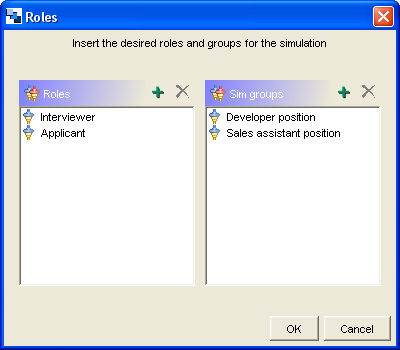 Roles
Insert the desired roles and groups for the simulation
Roles
Sim groups
Interviewer
Applicant
Developer position
Sales assistant position
OK
Cancel